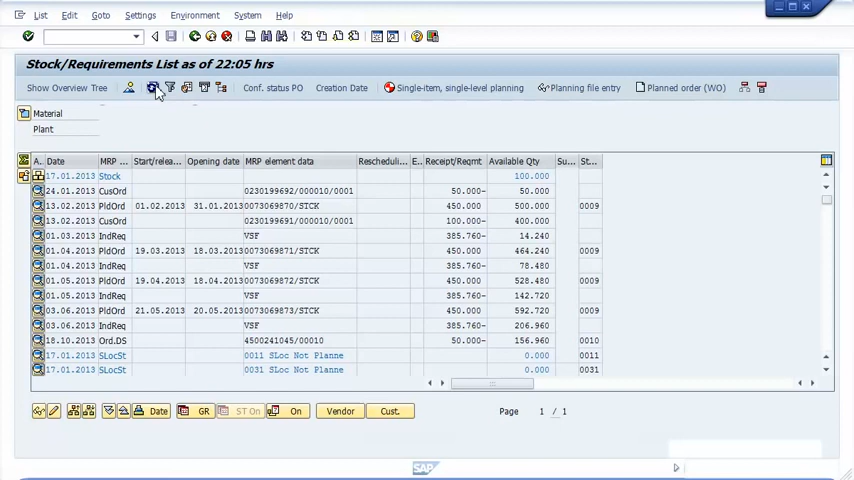 List Edit Goto Settings Environment System Help
Stock/Requirements List as of 22:05 hrs
Show Overview Tree Conf. status PO Creation Date Single-item, single-level planning Planning file entry Planned order (WO)
Material
Plant
A.. Date MRP ... Start/relea... Opening date MRP element data Rescheduli... E.. Receipt/Reqmt Available Qty Su... St...
17.01.2013 Stock 100.000
24.01.2013 CusOrd 0230199692/000010/0001 50.000- 50.000
13.02.2013 PldOrd 01.02.2013 31.01.2013 0073069870/STCK 450.000 500.000 0009
13.02.2013 CusOrd 0230199691/000010/0001 100.000- 400.000
01.03.2013 IndReq VSF 385.760- 14.240
01.04.2013 PldOrd 19.03.2013 18.03.2013 0073069871/STCK 450.000 464.240 0009
01.04.2013 IndReq VSF 385.760- 78.480
01.05.2013 PldOrd 19.04.2013 18.04.2013 0073069872/STCK 450.000 528.480 0009
01.05.2013 IndReq VSF 385.760- 142.720
03.06.2013 PldOrd 21.05.2013 20.05.2013 0073069873/STCK 450.000 592.720 0009
03.06.2013 IndReq VSF 385.760- 206.960
18.10.2013 Ord.DS 4500241045/00010 50.000- 156.960 0010
17.01.2013 SLocSt 0011 SLoc Not Planne 0.000 0011
17.01.2013 SLocSt 0031 SLoc Not Planne 0.000 0031
Date GR ST On On Vendor Cust. Page 1 / 1
SAP